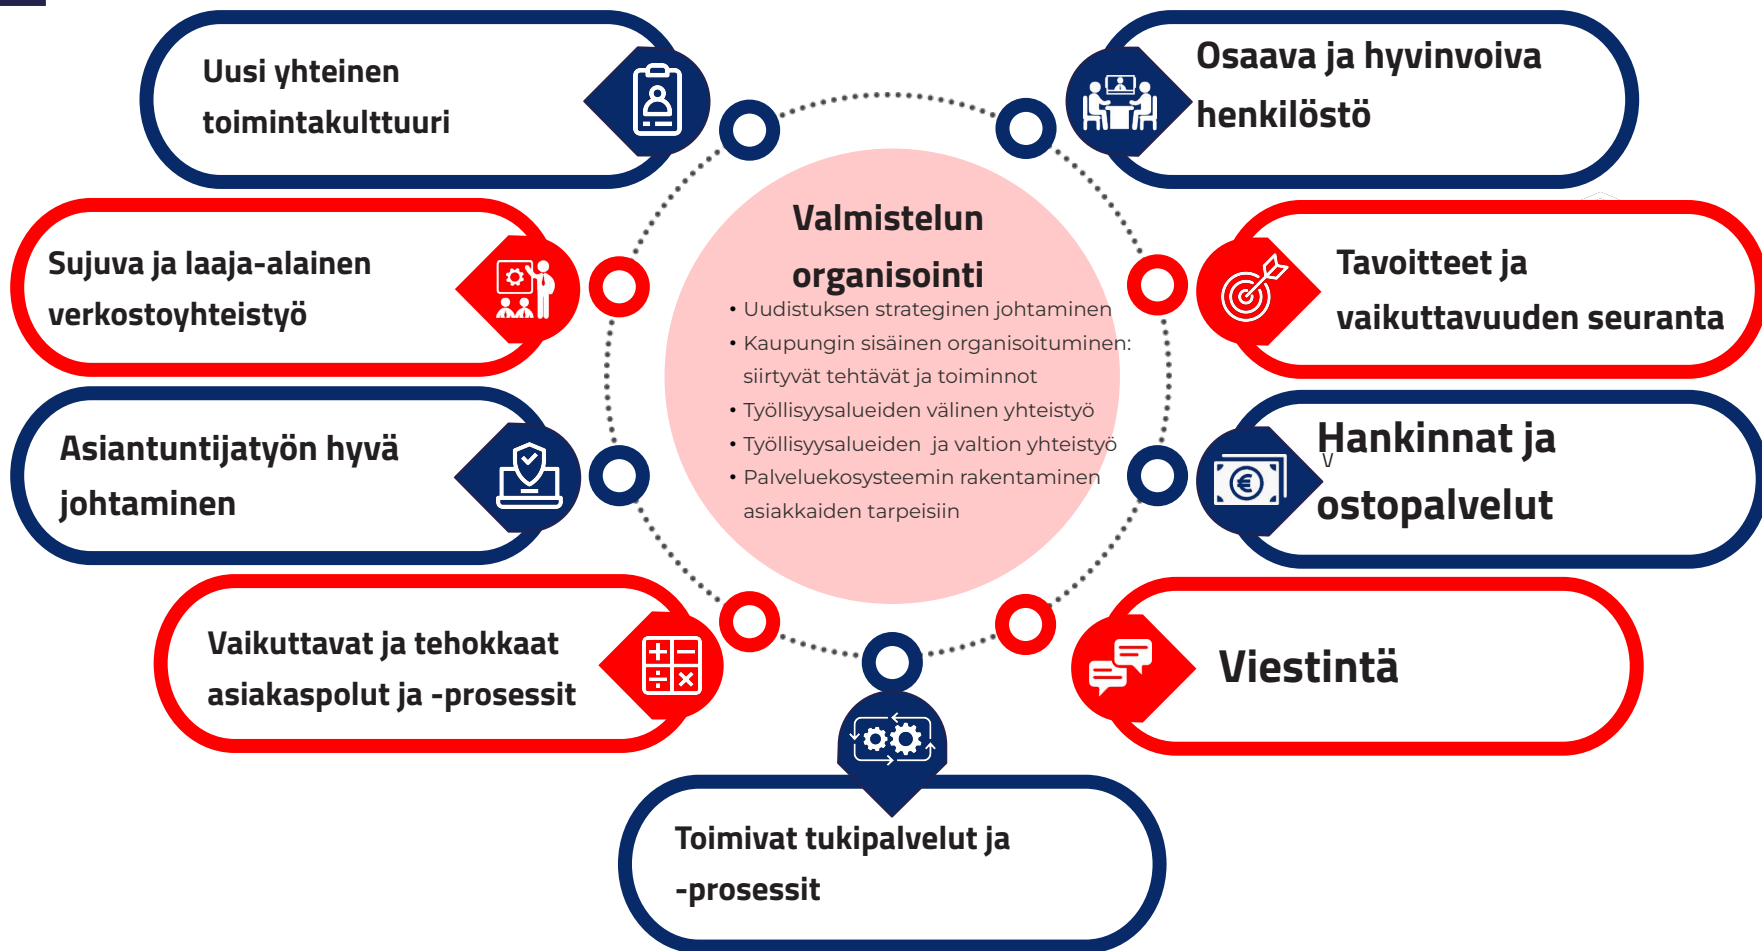 Uusi yhteinen
toimintakulttuuri
Osaava ja hyvinvoiva
henkilöstö
Sujuva ja laaja-alainen
verkostoyhteistyö
Valmistelun
organisointi
• Uudistuksen strateginen johtaminen
• Kaupungin sisäinen organisoituminen:
siirtyvät tehtävät ja toiminnot
• Työllisyysalueiden välinen yhteistyö
• Työllisyysalueiden ja valtion yhteistyö
• Palveluekosysteemin rakentaminen
asiakkaiden tarpeisiin
Tavoitteet ja
vaikuttavuuden seuranta
Asiantuntijatyön hyvä
johtaminen
Hankinnat ja
v
ostopalvelut
€
Vaikuttavat ja tehokkaat
asiakaspolut ja -prosessit
Viestintä
Toimivat tukipalvelut ja
-prosessit